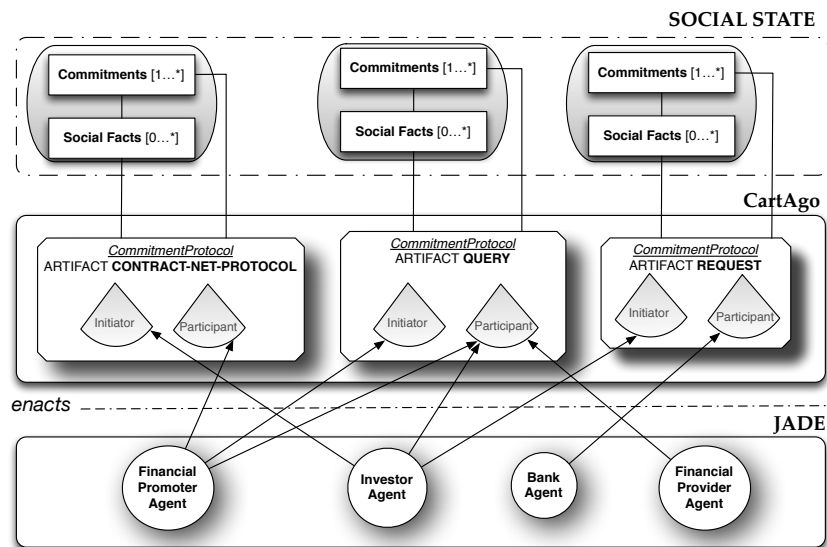 SOCIAL STATE
Commitments [1...*]
Social Facts [0...*]
Commitments [1...*]
Social Facts [0...*]
Commitments [1...*]
Social Facts [0...*]
CartAgo
CommitmentProtocol
ARTIFACT CONTRACT-NET-PROTOCOL
Initiator
Participant
CommitmentProtocol
ARTIFACT QUERY
Initiator
Participant
CommitmentProtocol
ARTIFACT REQUEST
Initiator
Participant
enacts
JADE
Financial
Promoter
Agent
Investor
Agent
Bank
Agent
Financial
Provider
Agent